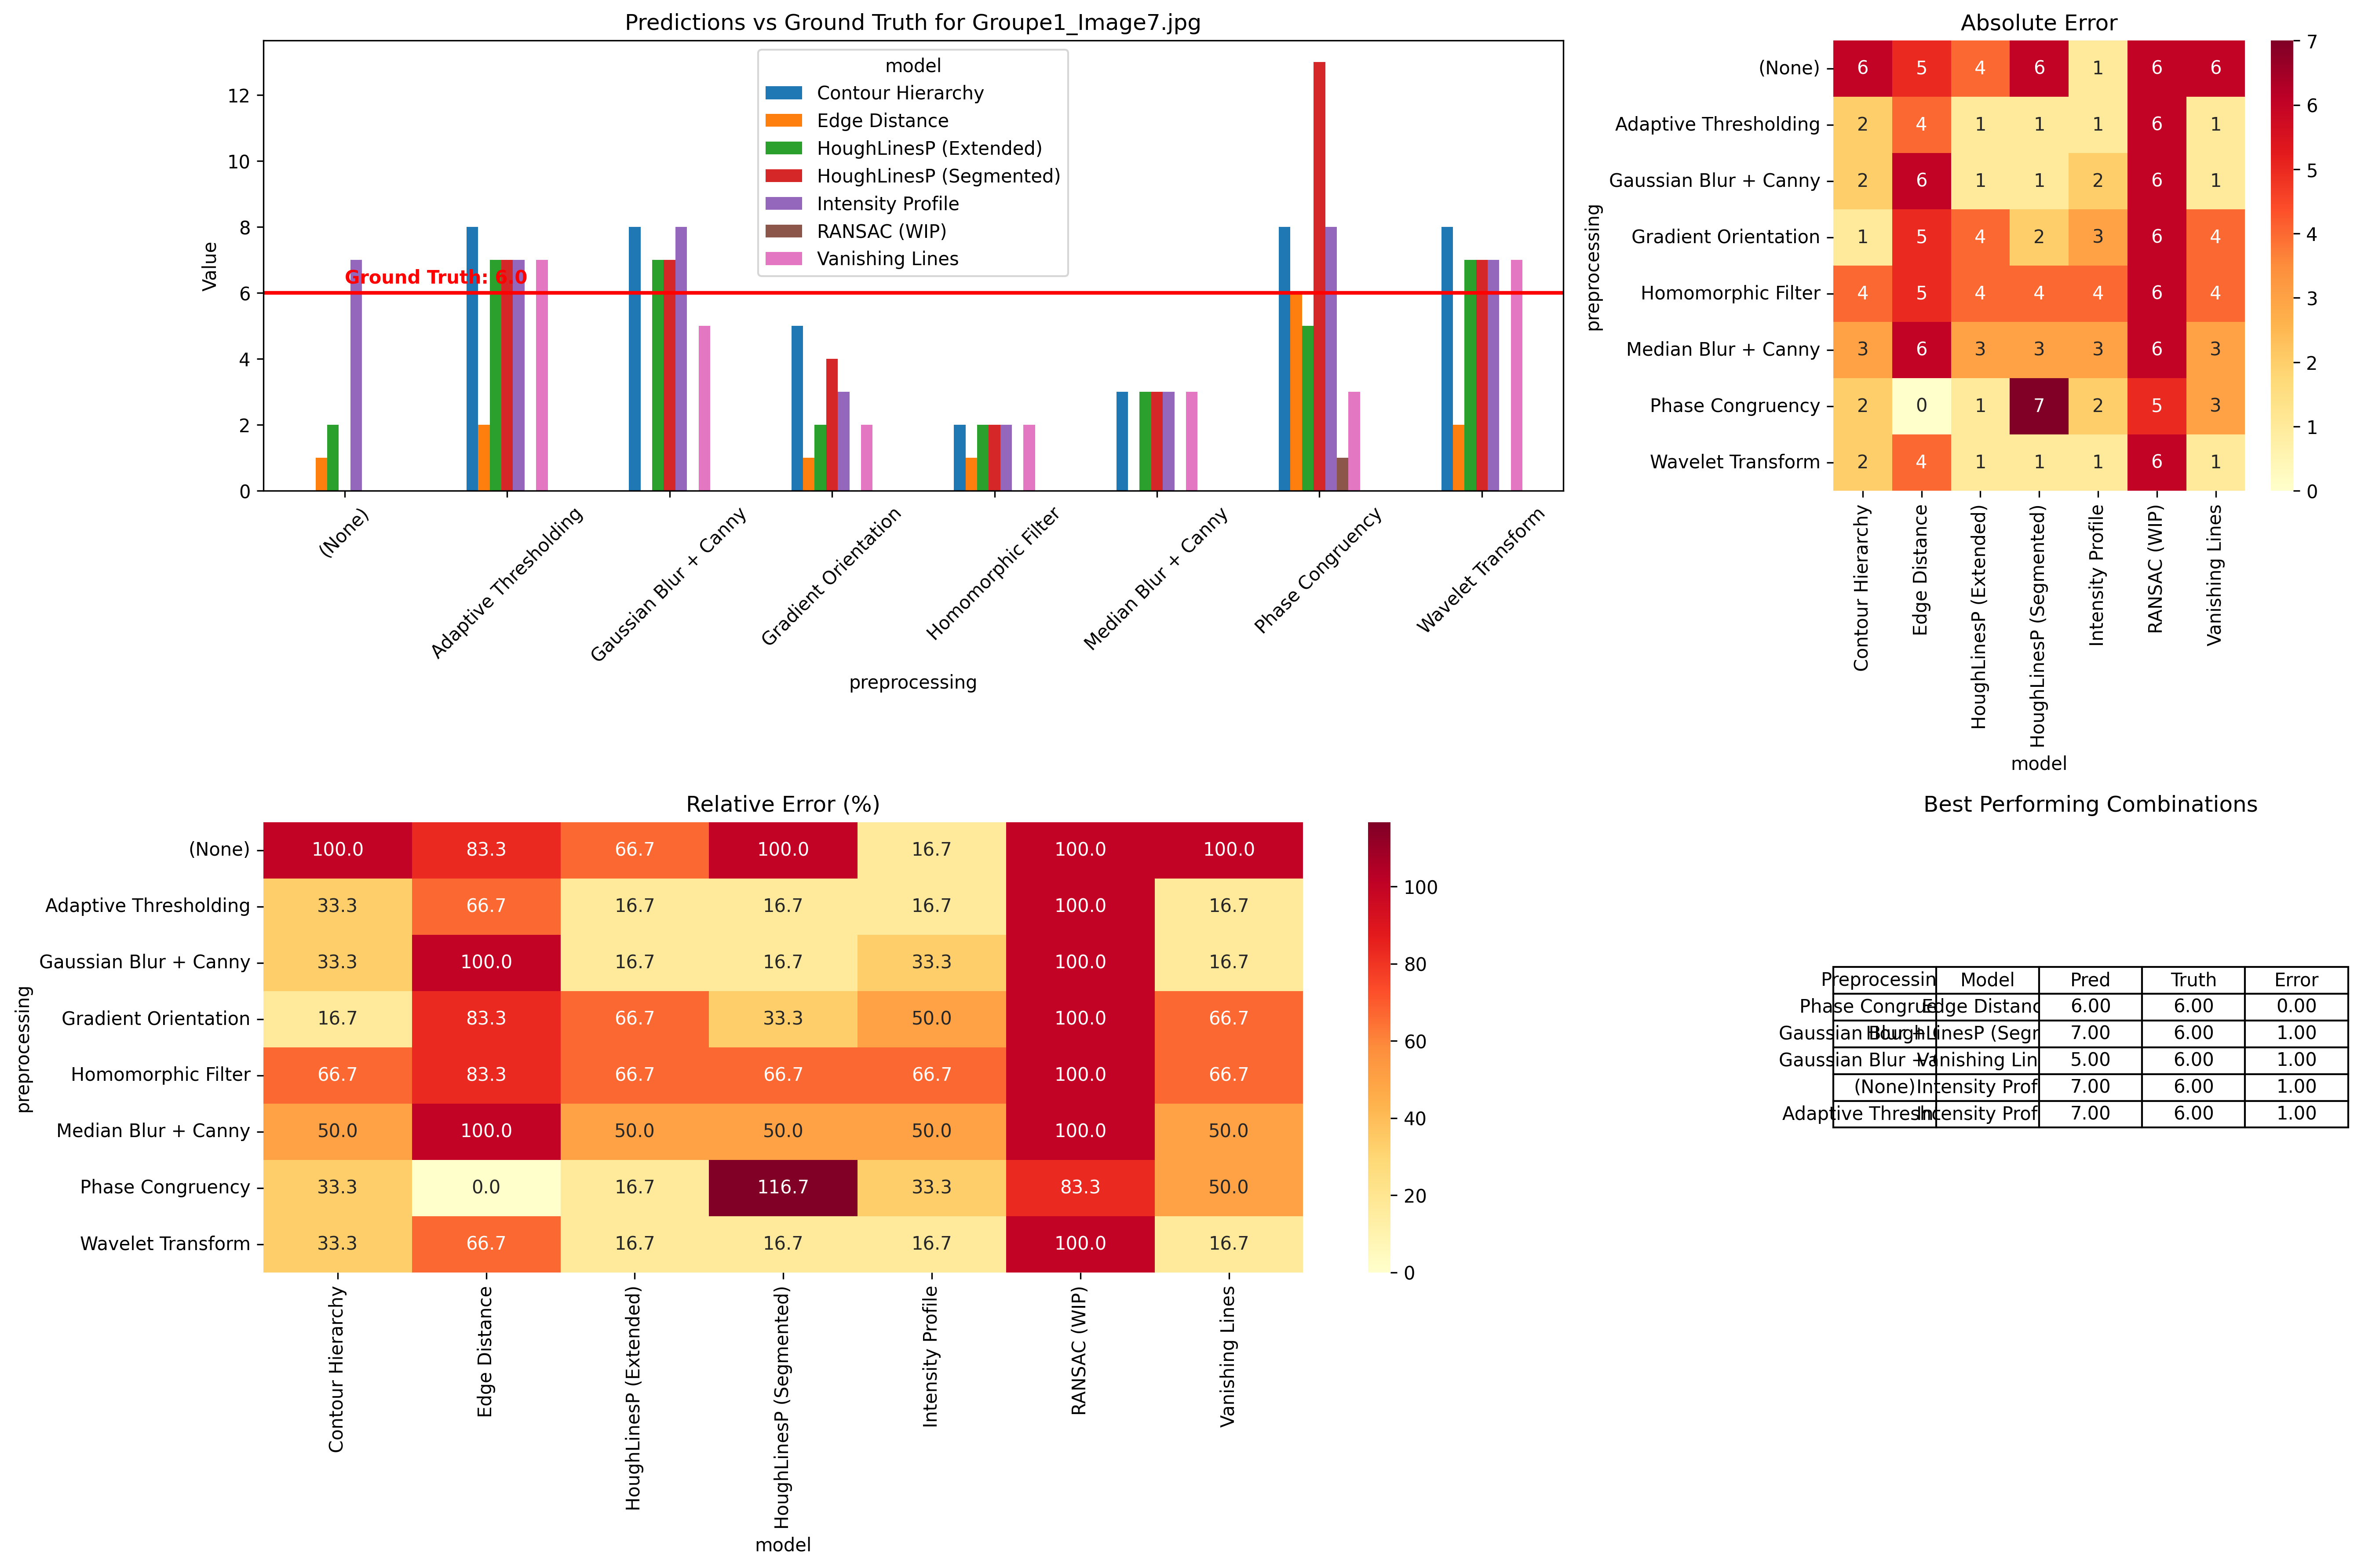 Predictions vs Ground Truth for Groupe1_Image7.jpg
Value
12
10
8
6
4
2
0
model
Contour Hierarchy
Edge Distance
HoughLinesP (Extended)
HoughLinesP (Segmented)
Intensity Profile
RANSAC (WIP)
Vanishing Lines
Ground Truth: 6.0
(None)
Adaptive Thresholding
Gaussian Blur + Canny
Gradient Orientation
Homomorphic Filter
Median Blur + Canny
Phase Congruency
Wavelet Transform
preprocessing
Absolute Error
preprocessing
(None) 6 5 4 6 1 6 6
Adaptive Thresholding 2 4 1 1 1 6 1
Gaussian Blur + Canny 2 6 1 1 2 6 1
Gradient Orientation 1 5 4 2 3 6 4
Homomorphic Filter 4 5 4 4 4 6 4
Median Blur + Canny 3 6 3 3 3 6 3
Phase Congruency 2 0 1 7 2 5 3
Wavelet Transform 2 4 1 1 1 6 1
Contour Hierarchy
Edge Distance
HoughLinesP (Extended)
HoughLinesP (Segmented)
Intensity Profile
RANSAC (WIP)
Vanishing Lines
model
7
6
5
4
3
2
1
0
Relative Error (%)
preprocessing
(None) 100.0 83.3 66.7 100.0 16.7 100.0 100.0
Adaptive Thresholding 33.3 66.7 16.7 16.7 16.7 100.0 16.7
Gaussian Blur + Canny 33.3 100.0 16.7 16.7 33.3 100.0 16.7
Gradient Orientation 16.7 83.3 66.7 33.3 50.0 100.0 66.7
Homomorphic Filter 66.7 83.3 66.7 66.7 66.7 100.0 66.7
Median Blur + Canny 50.0 100.0 50.0 50.0 50.0 100.0 50.0
Phase Congruency 33.3 0.0 16.7 116.7 33.3 83.3 50.0
Wavelet Transform 33.3 66.7 16.7 16.7 16.7 100.0 16.7
Contour Hierarchy
Edge Distance
HoughLinesP (Extended)
HoughLinesP (Segmented)
Intensity Profile
RANSAC (WIP)
Vanishing Lines
model
100
80
60
40
20
0
Best Performing Combinations
Preprocessin Model Pred Truth Error
Phase Congrue Edge Distanc 6.00 6.00 0.00
Gaussian Blur + HoughLinesP (Segr 7.00 6.00 1.00
Gaussian Blur + Vanishing Lin 5.00 6.00 1.00
(None) Intensity Prof 7.00 6.00 1.00
Adaptive Thresh Intensity Prof 7.00 6.00 1.00